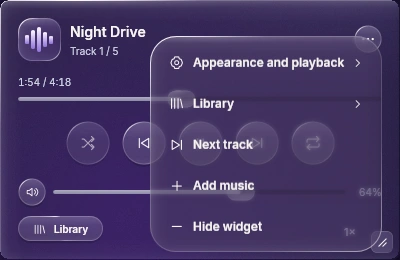 Night Drive
Track 1 / 5
1:54 / 4:18
Appearance and playback
Library
Next track
Add music
Hide widget
64%
1×
Library